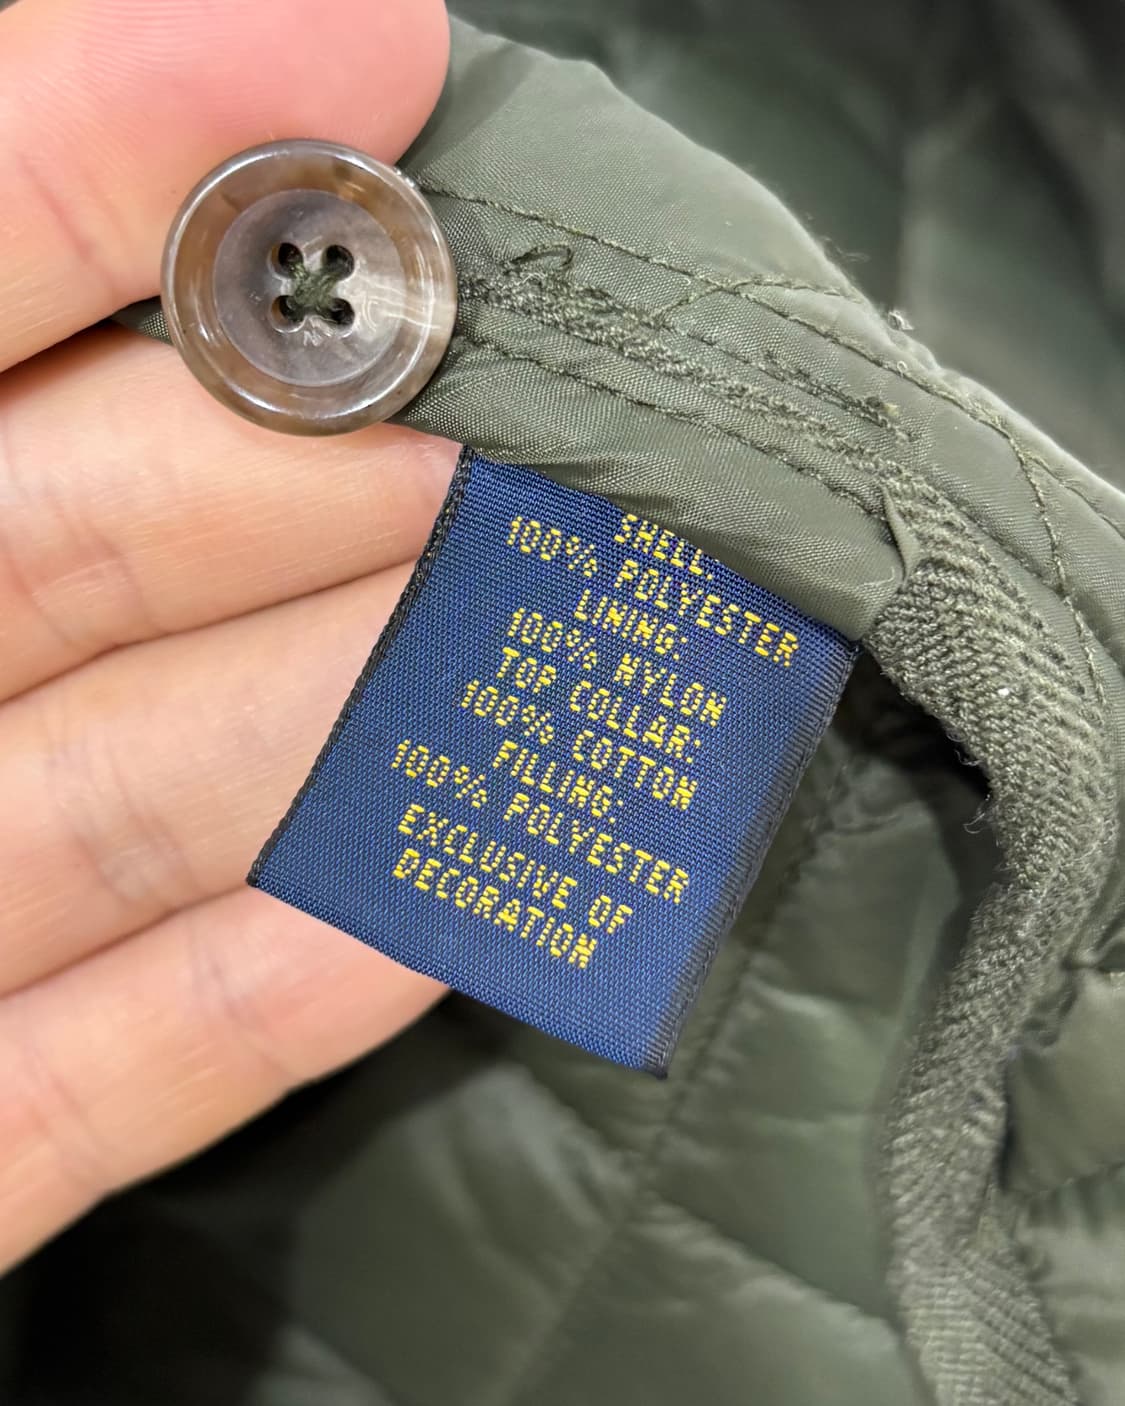 SHELL:
100% POLYESTER
LINING:
100% NYLON
TOP COLLAR:
100% COTTON
FILLING:
100% POLYESTER
EXCLUSIVE OF
DECORATION